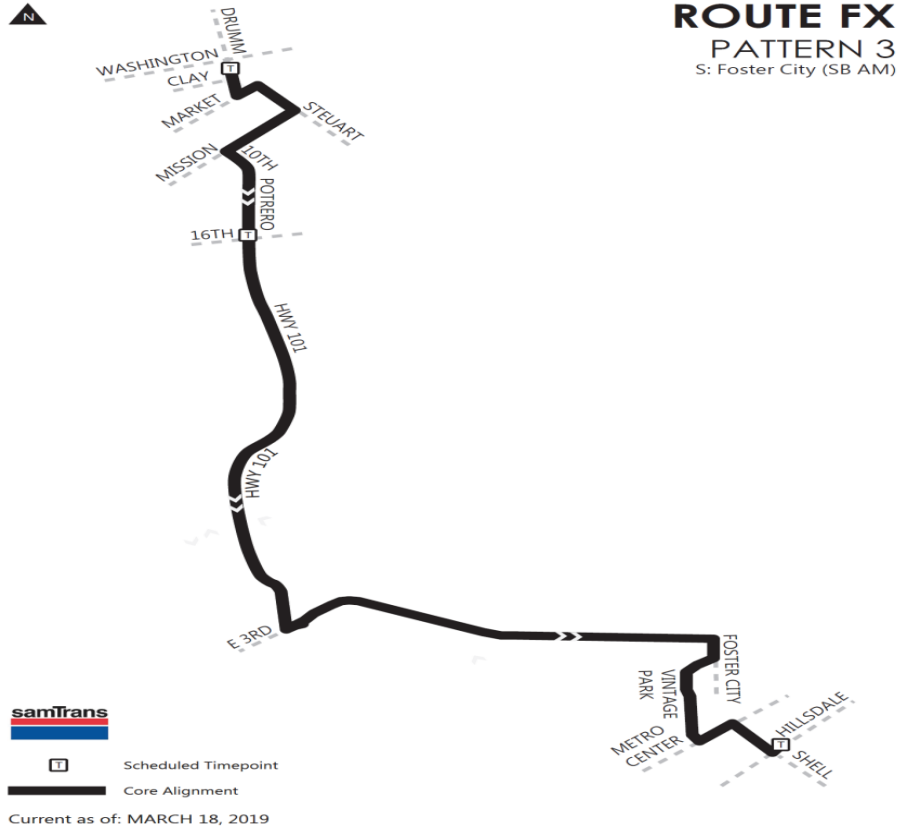 N
ROUTE FX
PATTERN 3
S: Foster City (SB AM)
DRUMM
WASHINGTON
T
CLAY
MARKET
STEUART
MISSION
10TH
POTRERO
16TH
T
HWY 101
HWY 101
E 3RD
FOSTER CITY
VINTAGE
PARK
METRO
CENTER
HILLSDALE
T
SHELL
samTrans
T
Scheduled Timepoint
Core Alignment
Current as of: MARCH 18, 2019